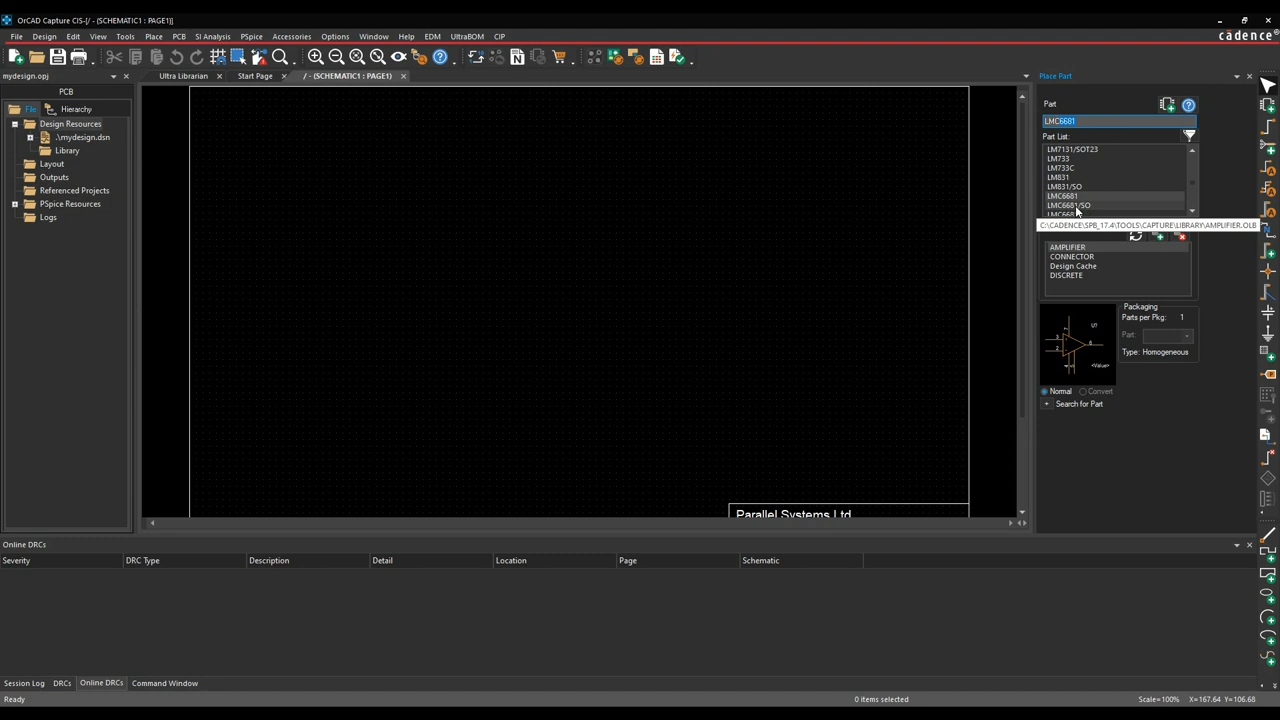 OrCAD Capture CIS-[/ - (SCHEMATIC1 : PAGE1)]
File Design Edit View Tools Place PCB SI Analysis PSpice Accessories Options Window Help EDM UltraBOM CIP
cadence
mydesign.opj
Ultra Librarian
Start Page
/ - (SCHEMATIC1 : PAGE1)
PCB
File
Hierarchy
Design Resources
.\mydesign.dsn
Library
Layout
Outputs
Referenced Projects
PSpice Resources
Logs
Parallel Systems Ltd
Place Part
Part
LMC6681
Part List:
LM7131/SOT23
LM733
LM733C
LM831
LM831/SO
LMC6681
LMC6681/SO
C:\CADENCE\SPB_17.4\TOOLS\CAPTURE\LIBRARY\AMPLIFIER.OLB
AMPLIFIER
CONNECTOR
Design Cache
DISCRETE
U?
3
2
6
<Value>
Packaging
Parts per Pkg: 1
Part:
Type: Homogeneous
Normal
Convert
+ Search for Part
Online DRCs
Severity DRC Type Description Detail Location Page Schematic
Session Log DRCs Online DRCs Command Window
Ready 0 items selected Scale=100% X=167.64 Y=106.68